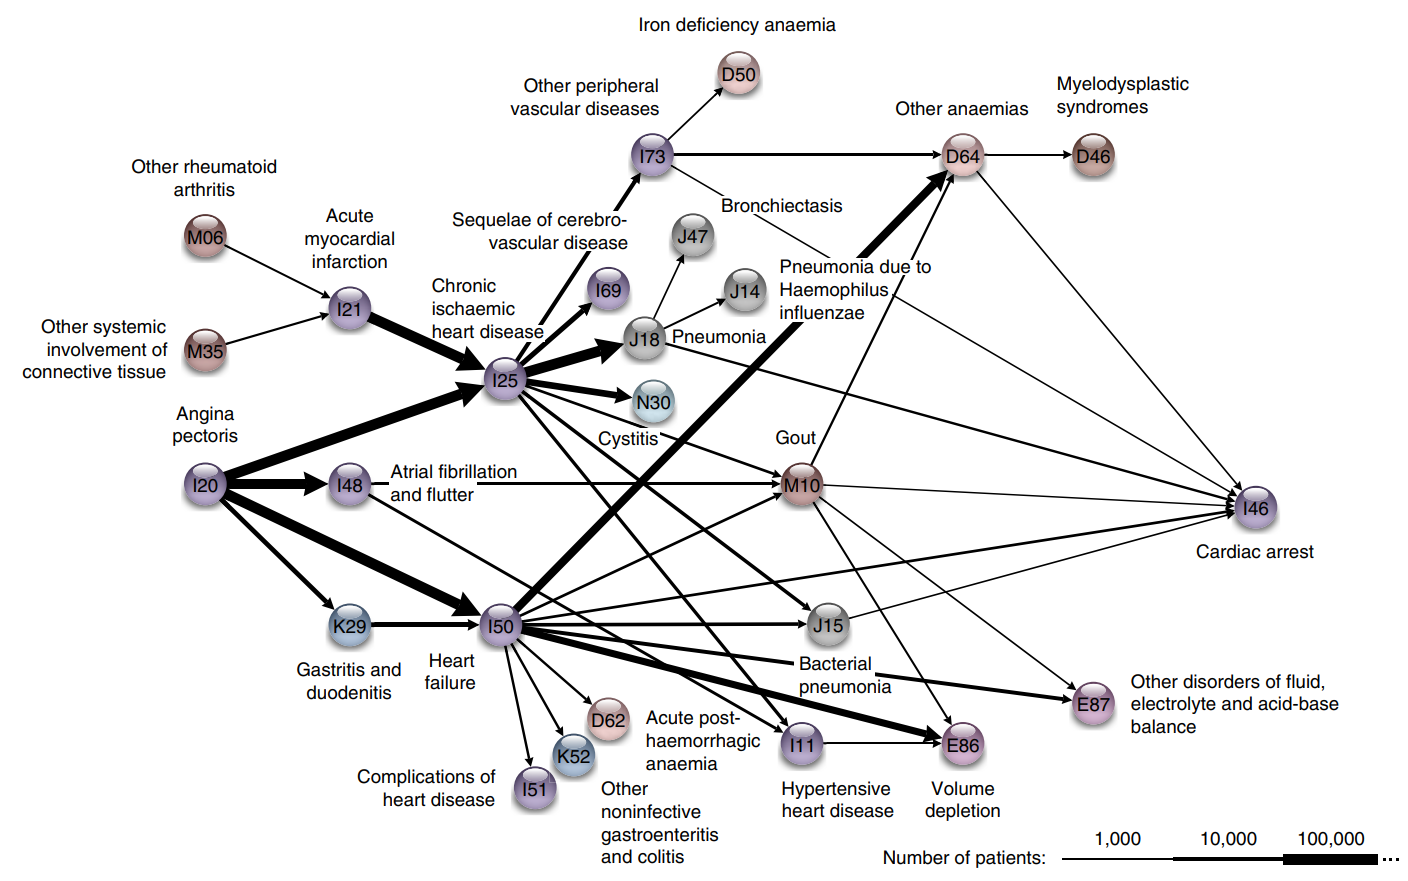 Iron deficiency anaemia
D50
Other peripheral
vascular diseases
I73
Other anaemias
D64
Myelodysplastic
syndromes
D46
Other rheumatoid
arthritis
M06
Acute
myocardial
infarction
I21
Sequelae of cerebro-
vascular disease
I69
Bronchiectasis
J47
J14
Pneumonia due to
Haemophilus
influenzae
Chronic
ischaemic
heart disease
I25
J18
Pneumonia
Other systemic
involvement of
connective tissue
M35
N30
Cystitis
Angina
pectoris
I20
I48
Atrial fibrillation
and flutter
Gout
M10
I46
Cardiac arrest
K29
Gastritis and
duodenitis
I50
Heart
failure
J15
Bacterial
pneumonia
E87
Other disorders of fluid,
electrolyte and acid-base
balance
D62
Acute post-
haemorrhagic
anaemia
K52
Other
noninfective
gastroenteritis
and colitis
I51
Complications of
heart disease
I11
Hypertensive
heart disease
E86
Volume
depletion
1,000 10,000 100,000
Number of patients: